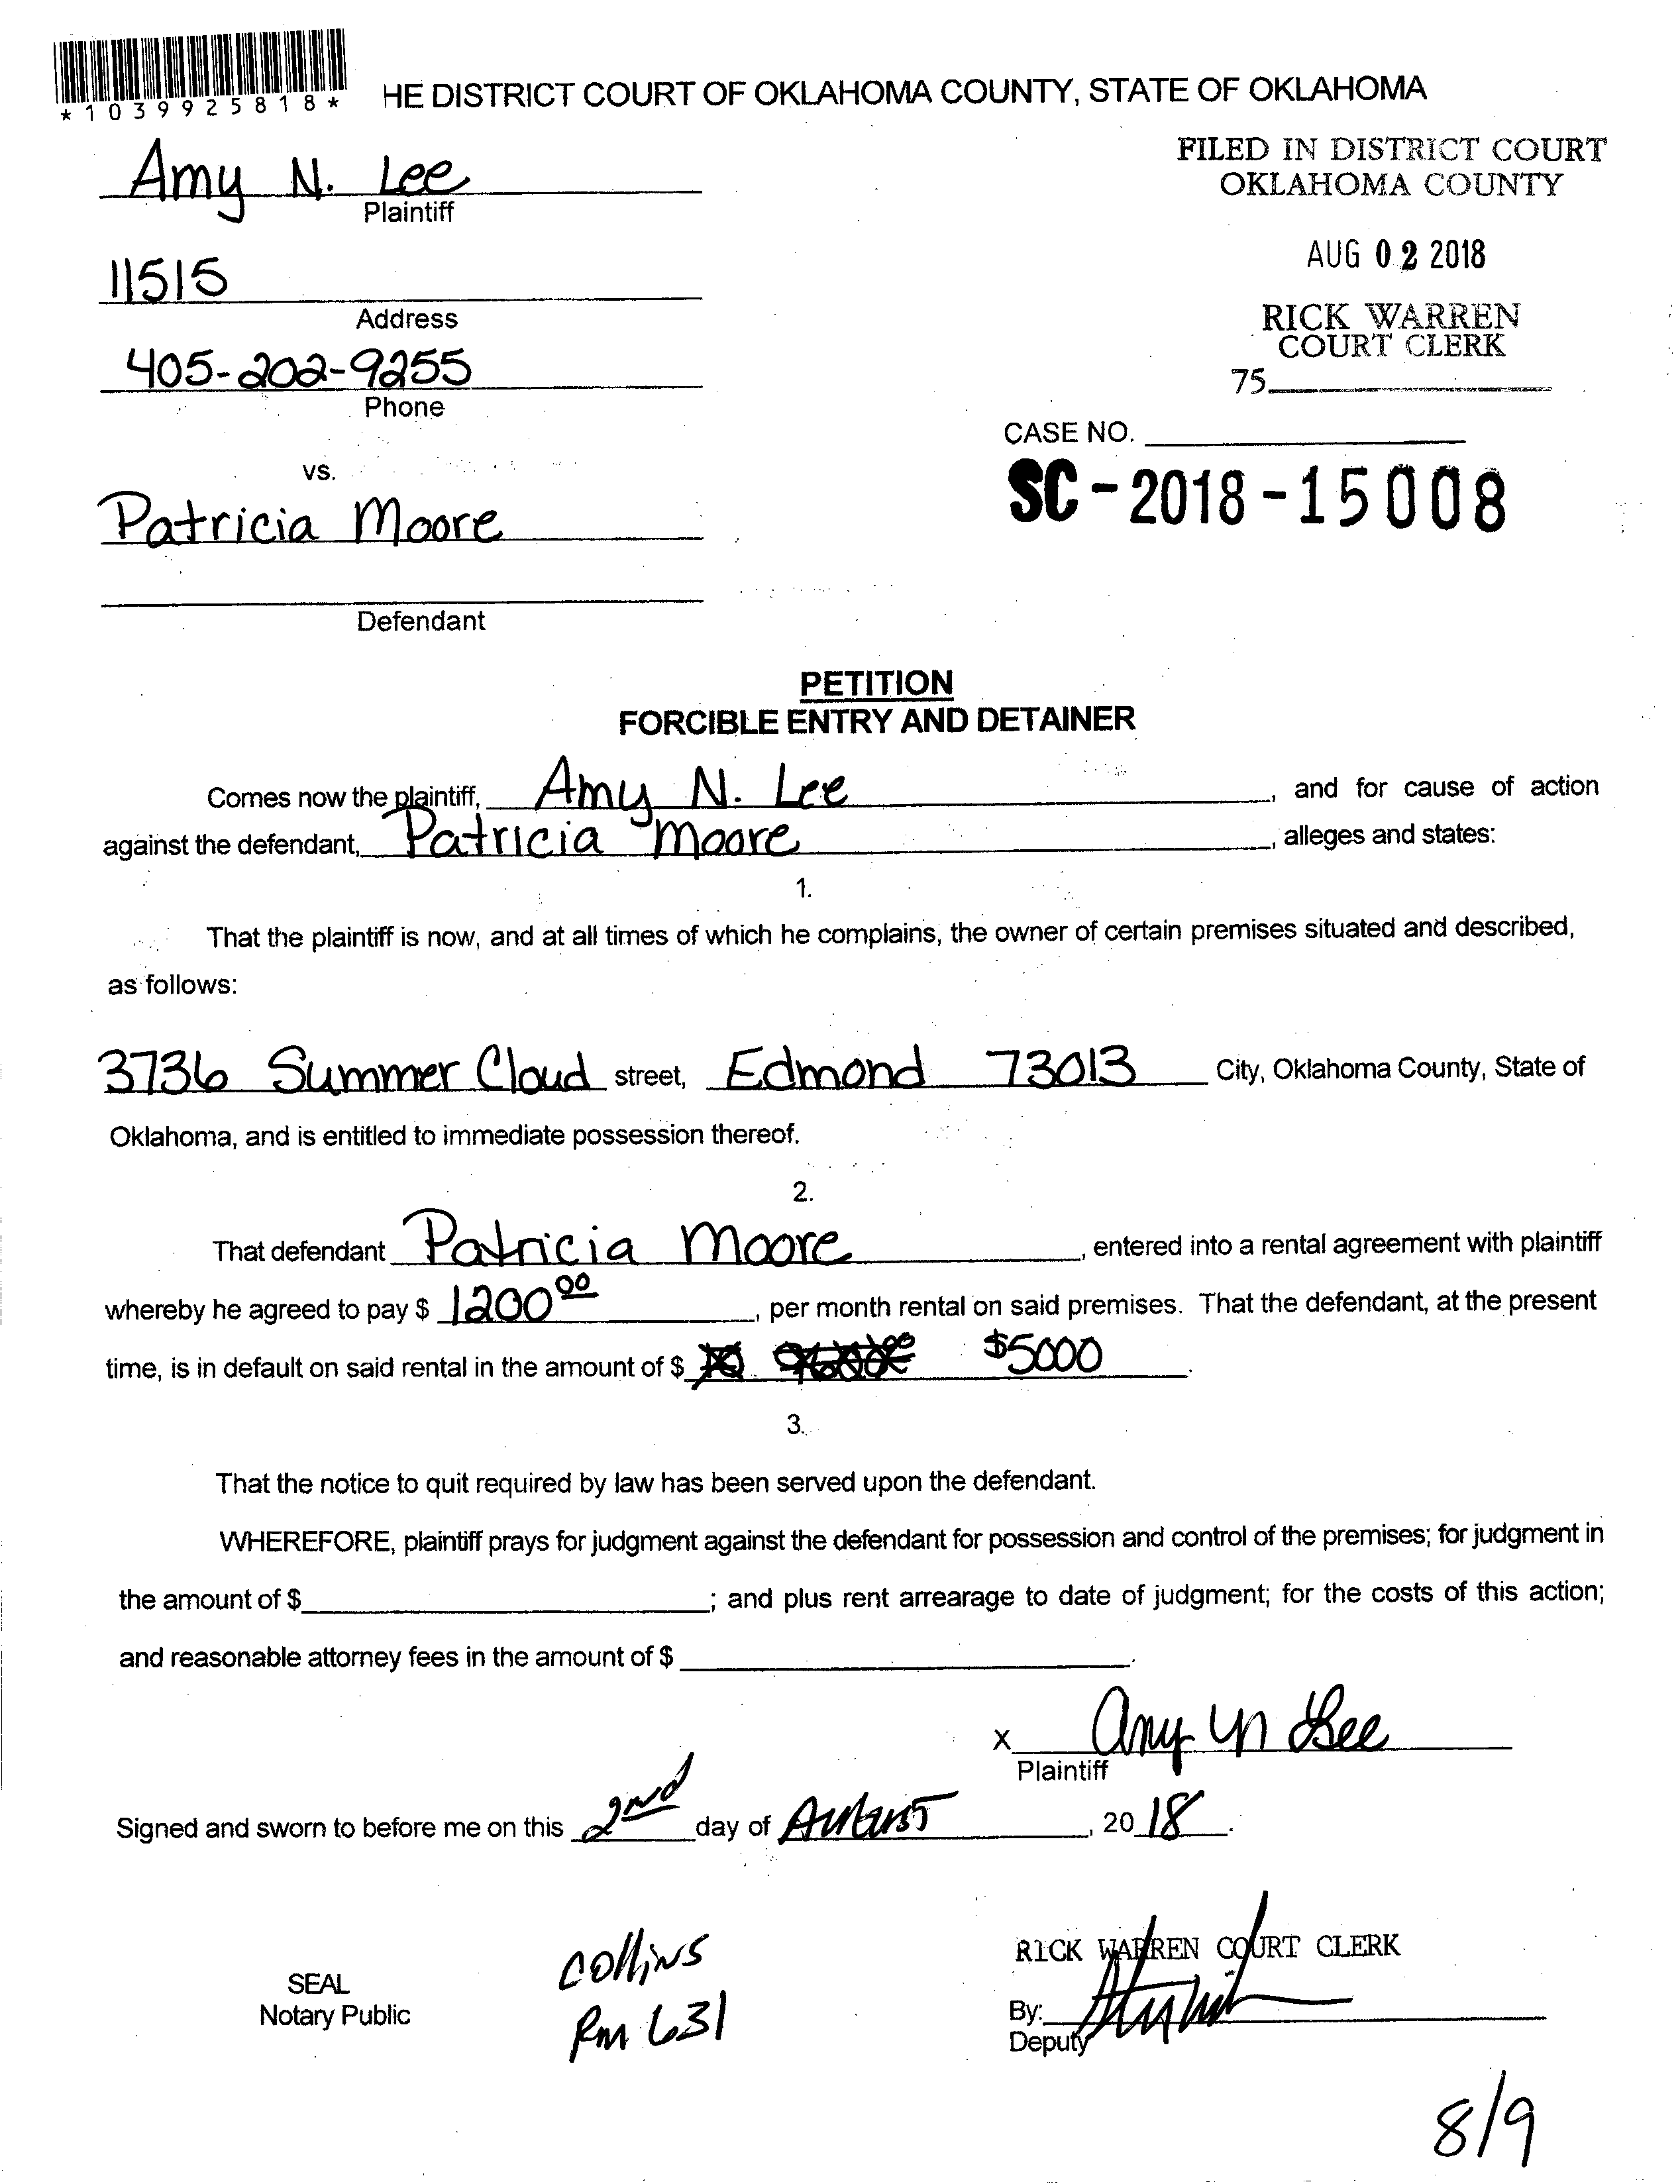 *1039925818*
HE DISTRICT COURT OF OKLAHOMA COUNTY, STATE OF OKLAHOMA
FILED IN DISTRICT COURT
OKLAHOMA COUNTY
Amy N. Lee
Plaintiff
AUG 02 2018
11515
Address
RICK WARREN
COURT CLERK
405-202-9255
Phone
75
CASE NO.
vs.
SC-2018-15008
Patricia Moore
Defendant
PETITION
FORCIBLE ENTRY AND DETAINER
Comes now the plaintiff, Amy N. Lee, and for cause of action
against the defendant, Patricia Moore, alleges and states:
1.
That the plaintiff is now, and at all times of which he complains, the owner of certain premises situated and described,
as follows:
3736 Summer Cloud street, Edmond 73013 City, Oklahoma County, State of
Oklahoma, and is entitled to immediate possession thereof.
2.
That defendant Patricia Moore, entered into a rental agreement with plaintiff
whereby he agreed to pay $ 1200 00, per month rental on said premises. That the defendant, at the present
time, is in default on said rental in the amount of $ $5000.
3.
That the notice to quit required by law has been served upon the defendant.
WHEREFORE, plaintiff prays for judgment against the defendant for possession and control of the premises; for judgment in
the amount of $; and plus rent arrearage to date of judgment; for the costs of this action;
and reasonable attorney fees in the amount of $.
X Amy N Lee
Plaintiff
Signed and sworn to before me on this 2nd day of August, 2018.
RICK WARREN COURT CLERK
SEAL
Notary Public
Collins
Rm 631
By:
Deputy
8/9